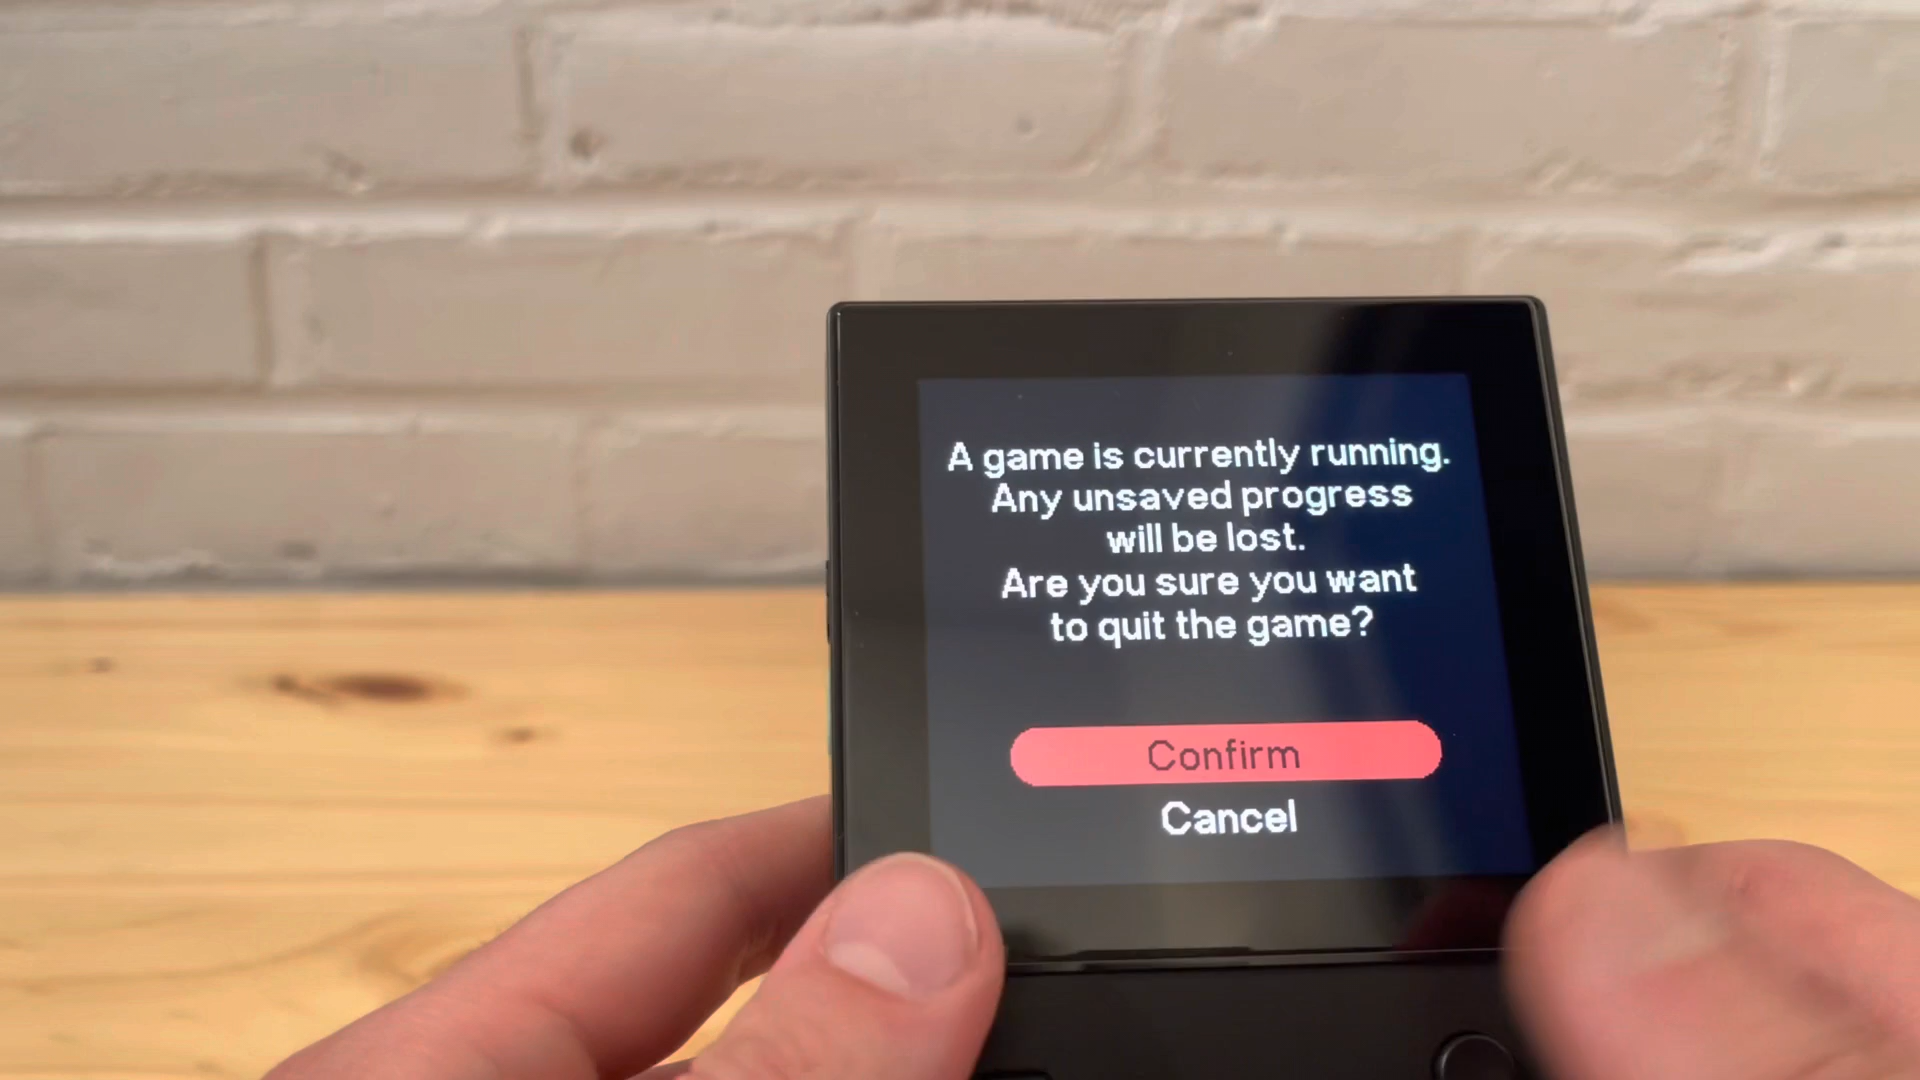 A game is currently running.
Any unsaved progress
will be lost.
Are you sure you want
to quit the game?
Confirm
Cancel